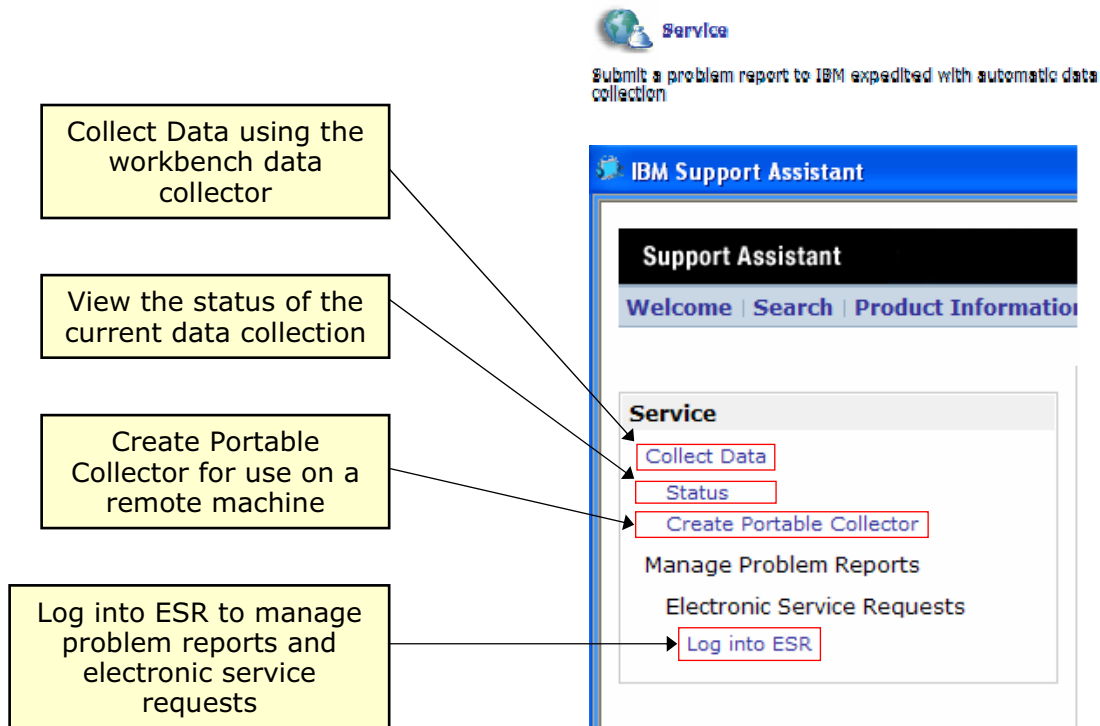 Service
Submit a problem report to IBM expedited with automatic data
collection
Collect Data using the
workbench data
collector
View the status of the
current data collection
Create Portable
Collector for use on a
remote machine
Log into ESR to manage
problem reports and
electronic service
requests
IBM Support Assistant
Support Assistant
Welcome | Search | Product Information
Service
Collect Data
Status
Create Portable Collector
Manage Problem Reports
Electronic Service Requests
Log into ESR